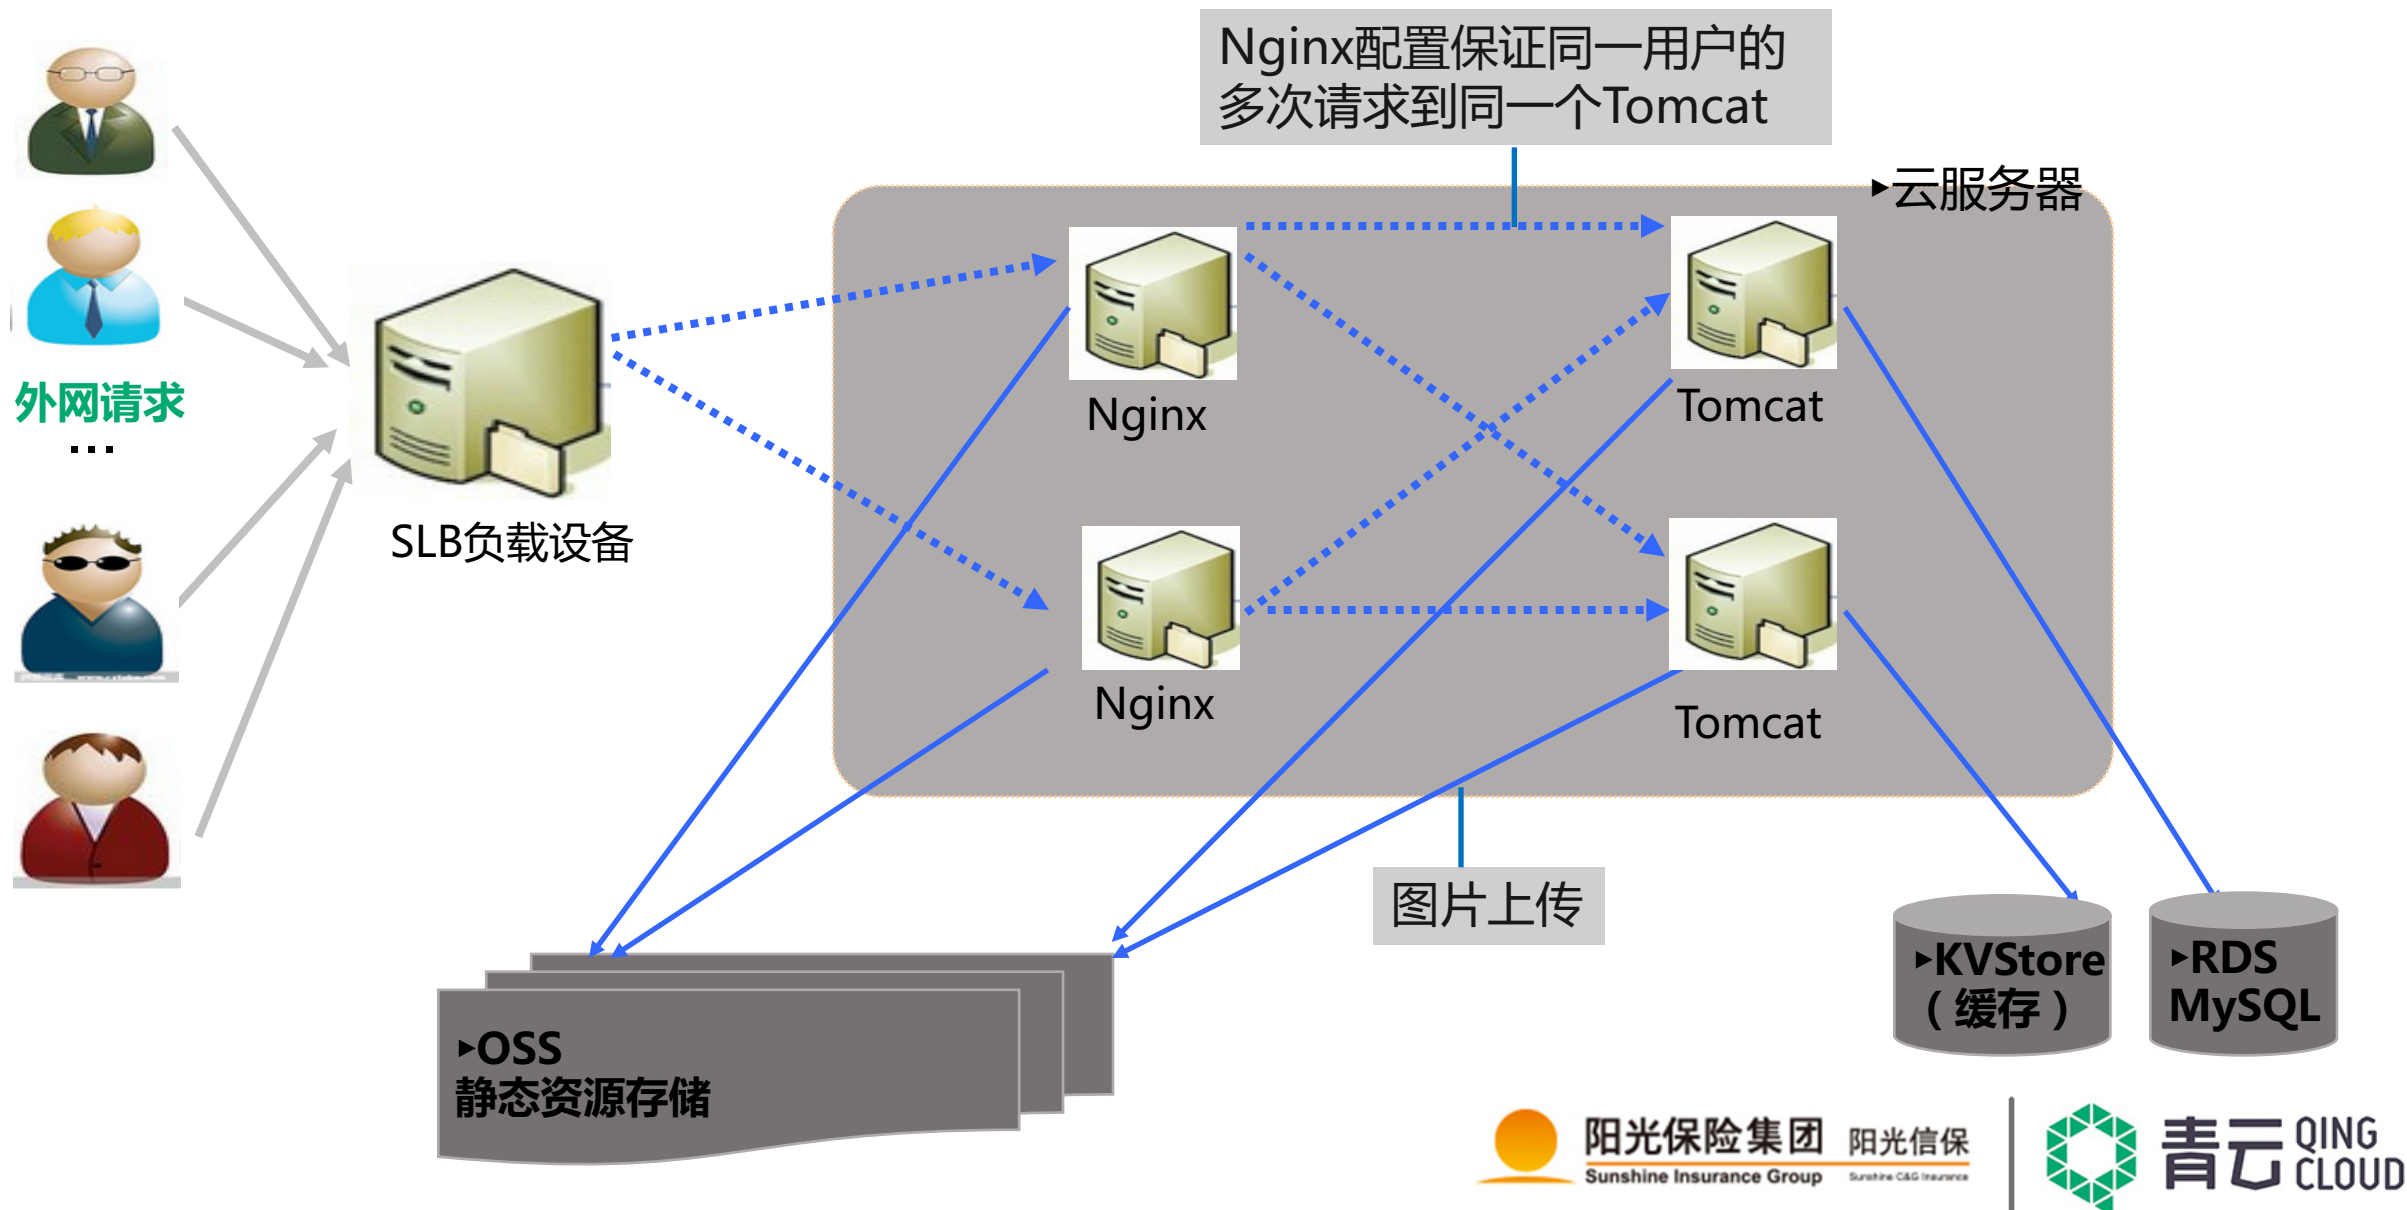 Nginx配置保证同一用户的
多次请求到同一个Tomcat
▸云服务器
外网请求
...
SLB负载设备
Nginx
Tomcat
Nginx
Tomcat
图片上传
▸OSS
静态资源存储
▸KVStore
（缓存）
▸RDS
MySQL
阳光保险集团
Sunshine Insurance Group
阳光信保
Sunshine C&G Insurance
青云
QING
CLOUD